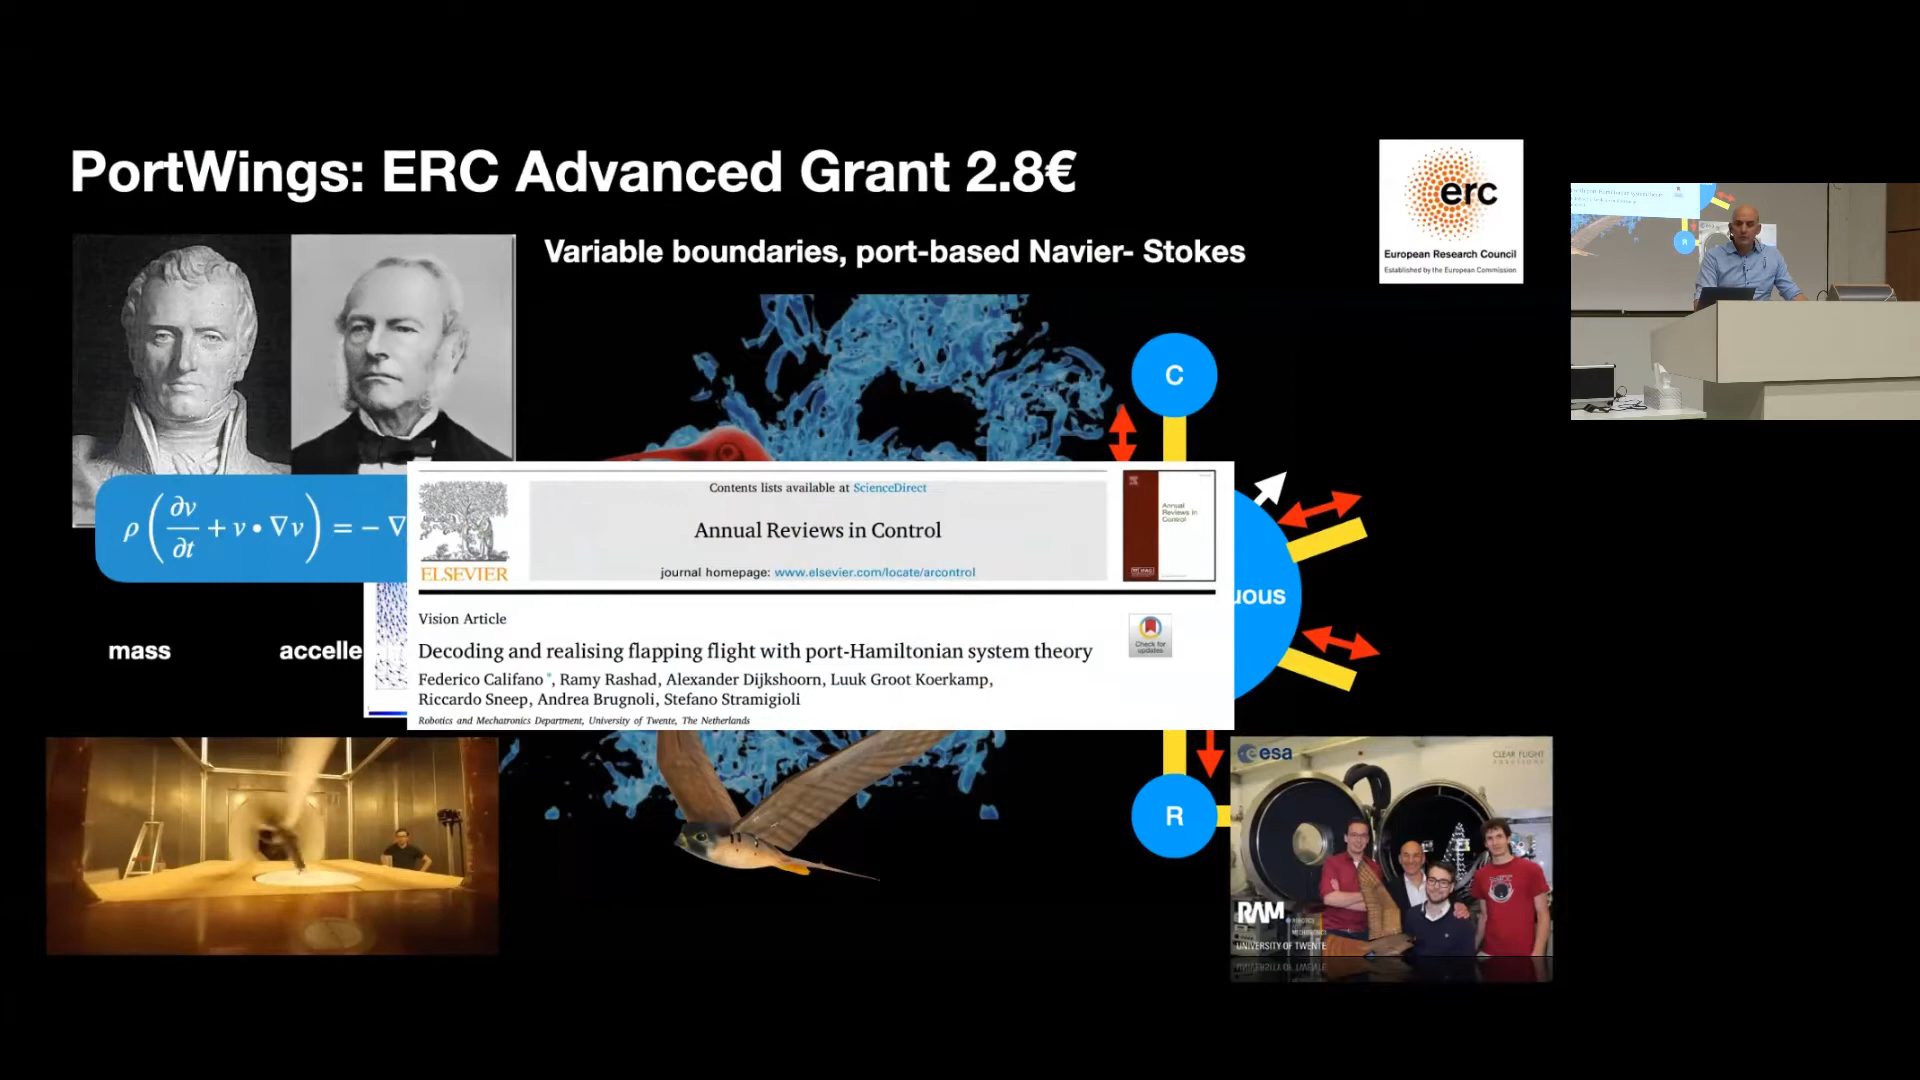 PortWings: ERC Advanced Grant 2.8€
erc
European Research Council
Established by the European Commission
Variable boundaries, port-based Navier- Stokes
C
ρ(∂v/∂t + v • ∇v) = − ∇
Contents lists available at ScienceDirect
Annual Reviews in Control
journal homepage: www.elsevier.com/locate/arcontrol
ELSEVIER
Annual
Reviews in
Control
Vision Article
Check for
updates
Decoding and realising flapping flight with port-Hamiltonian system theory
Federico Califano *, Ramy Rashad, Alexander Dijkshoorn, Luuk Groot Koerkamp,
Riccardo Sneep, Andrea Brugnoli, Stefano Stramigioli
Robotics and Mechatronics Department, University of Twente, The Netherlands
uous
mass
accelle
R
R
esa
CLEAR FLIGHT
SOLUTIONS
RAM
ROBOTICS
MECHATRONICS
UNIVERSITY OF TWENTE